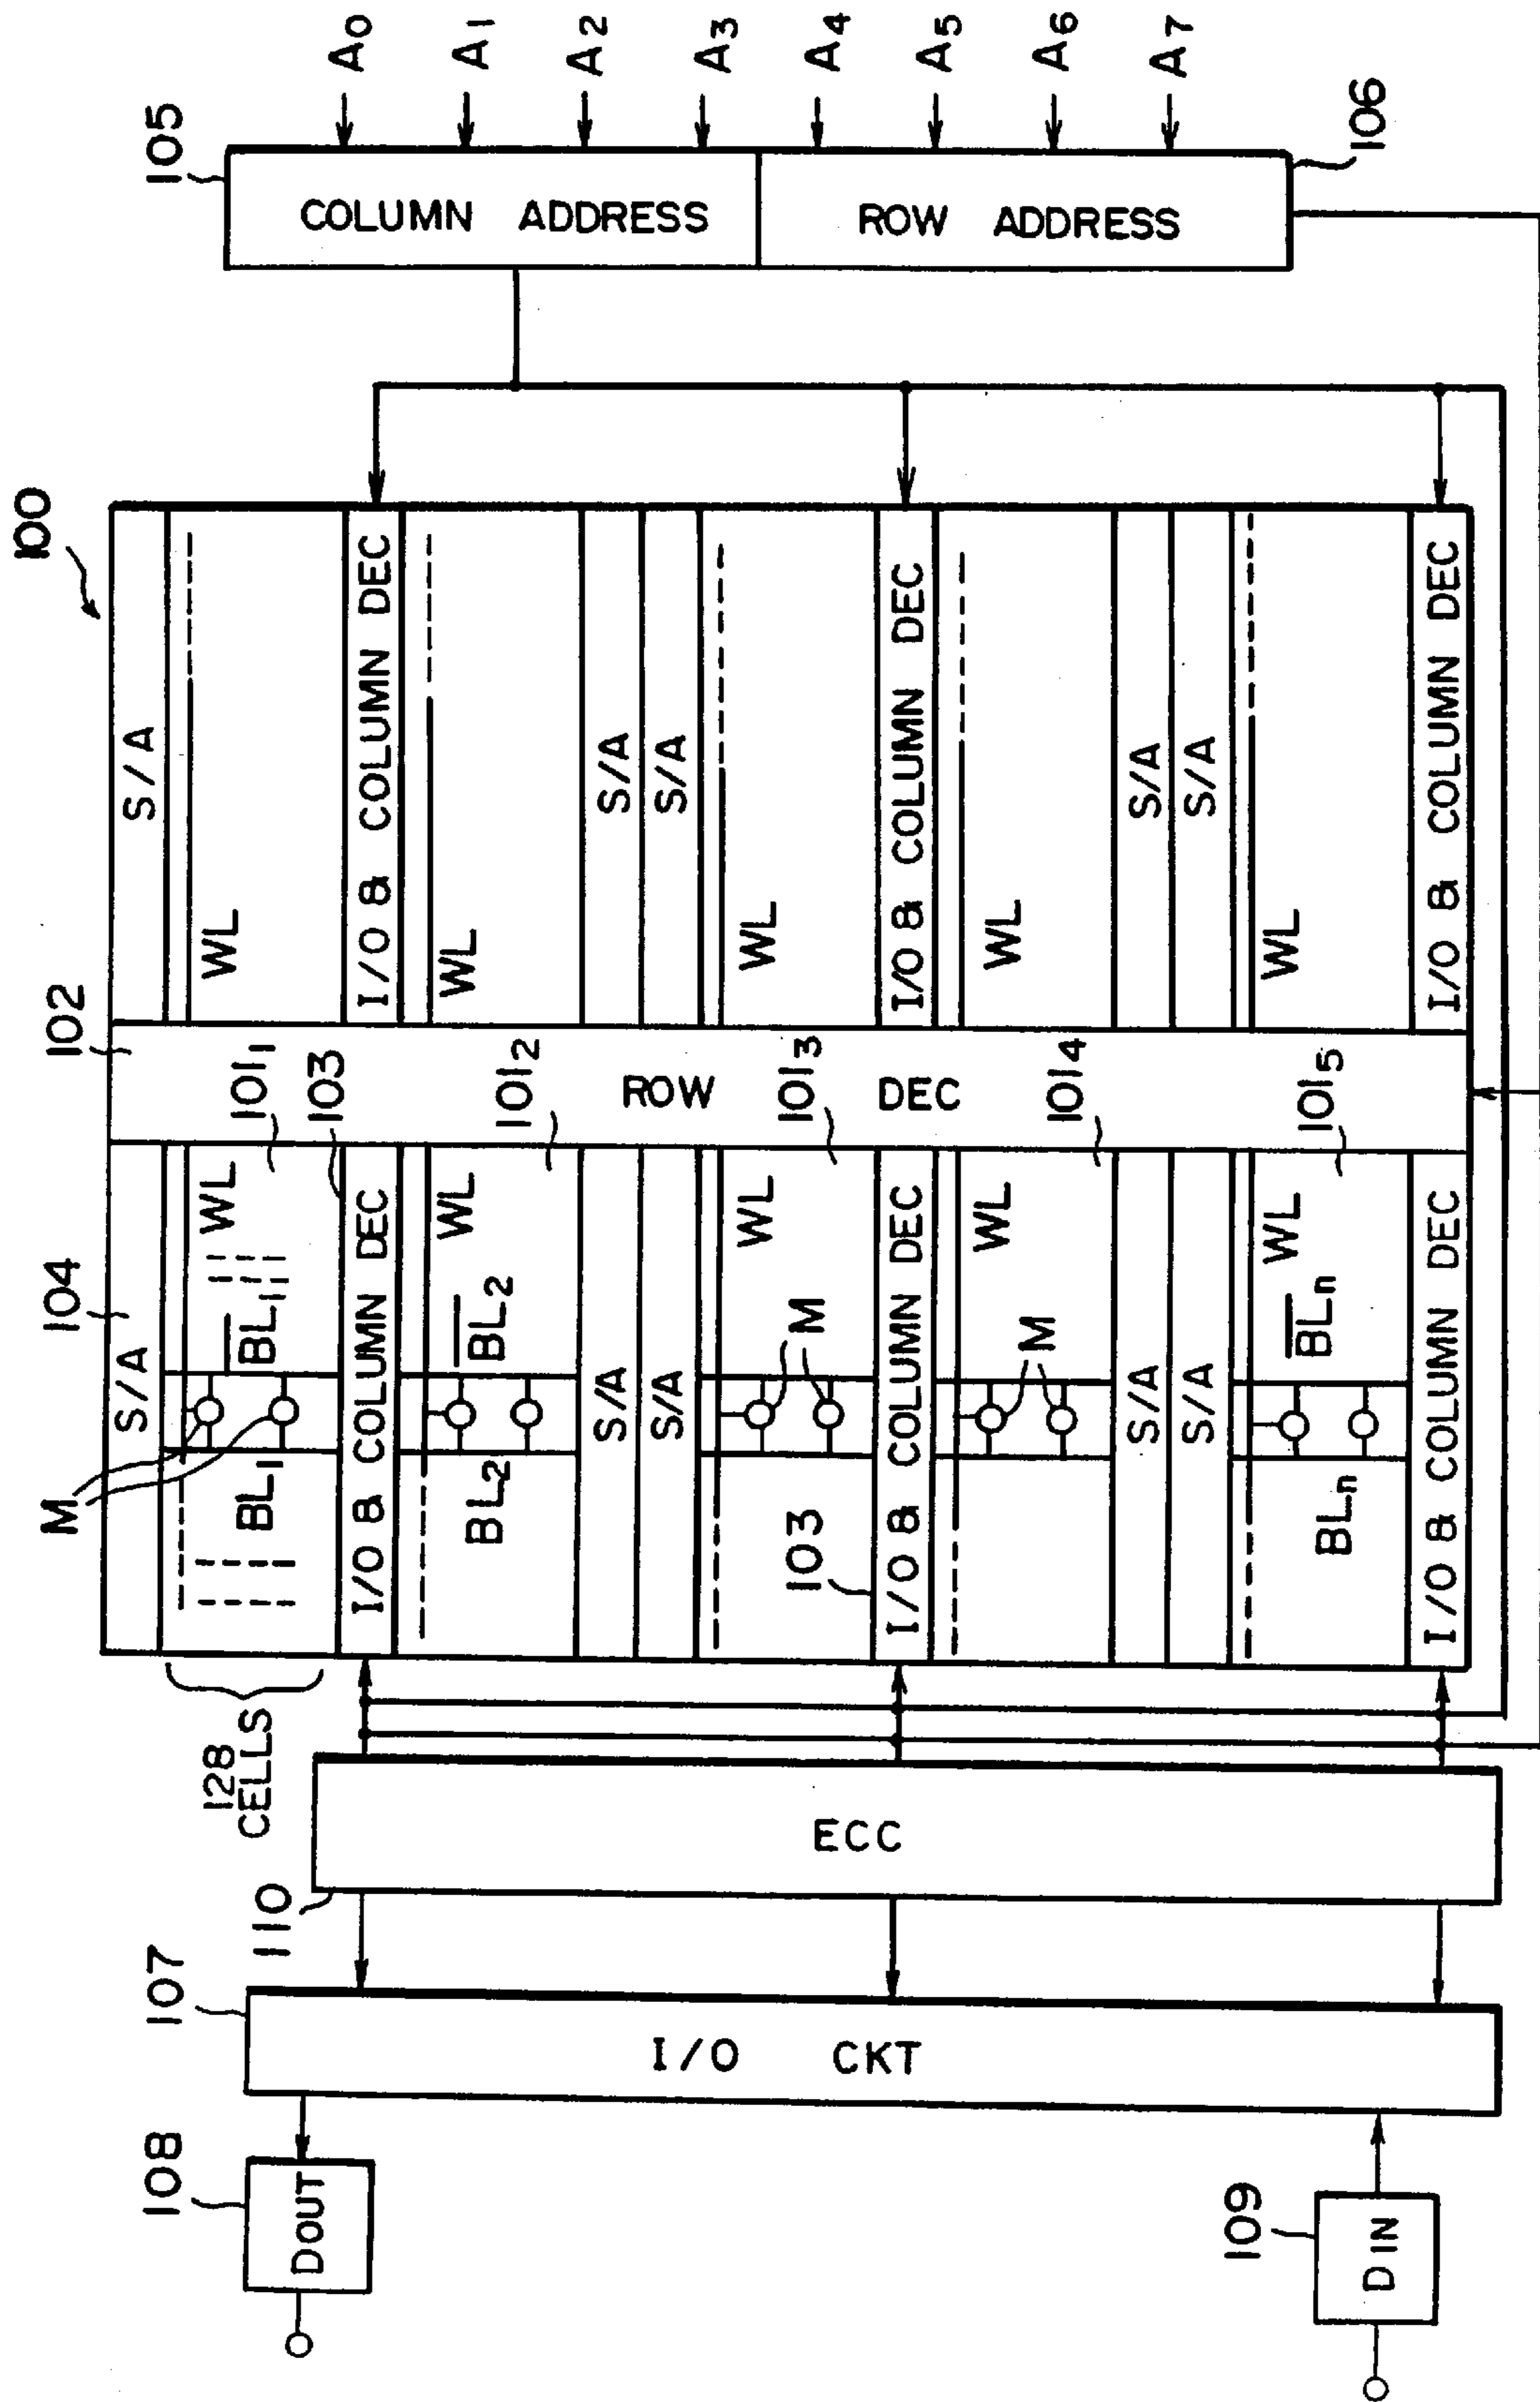 A0
A1
A2
A3
A4
A5
A6
A7
105
COLUMN ADDRESS
ROW ADDRESS
106
100
S/A
WL
I/O & COLUMN DEC
WL
S/A
S/A
WL
I/O & COLUMN DEC
WL
S/A
S/A
WL
I/O & COLUMN DEC
102
ROW DEC
101₁
103
101₂
101₃
101₄
101₅
104
S/A
WL
B̅L̅₁
BL₁
M
I/O & COLUMN DEC
WL
B̅L̅₂
BL₂
S/A
S/A
WL
M
103
I/O & COLUMN DEC
WL
M
S/A
S/A
WL
B̅L̅n
BLn
I/O & COLUMN DEC
128
CELLS
110
ECC
107
I/O CKT
108
DOUT
109
DIN